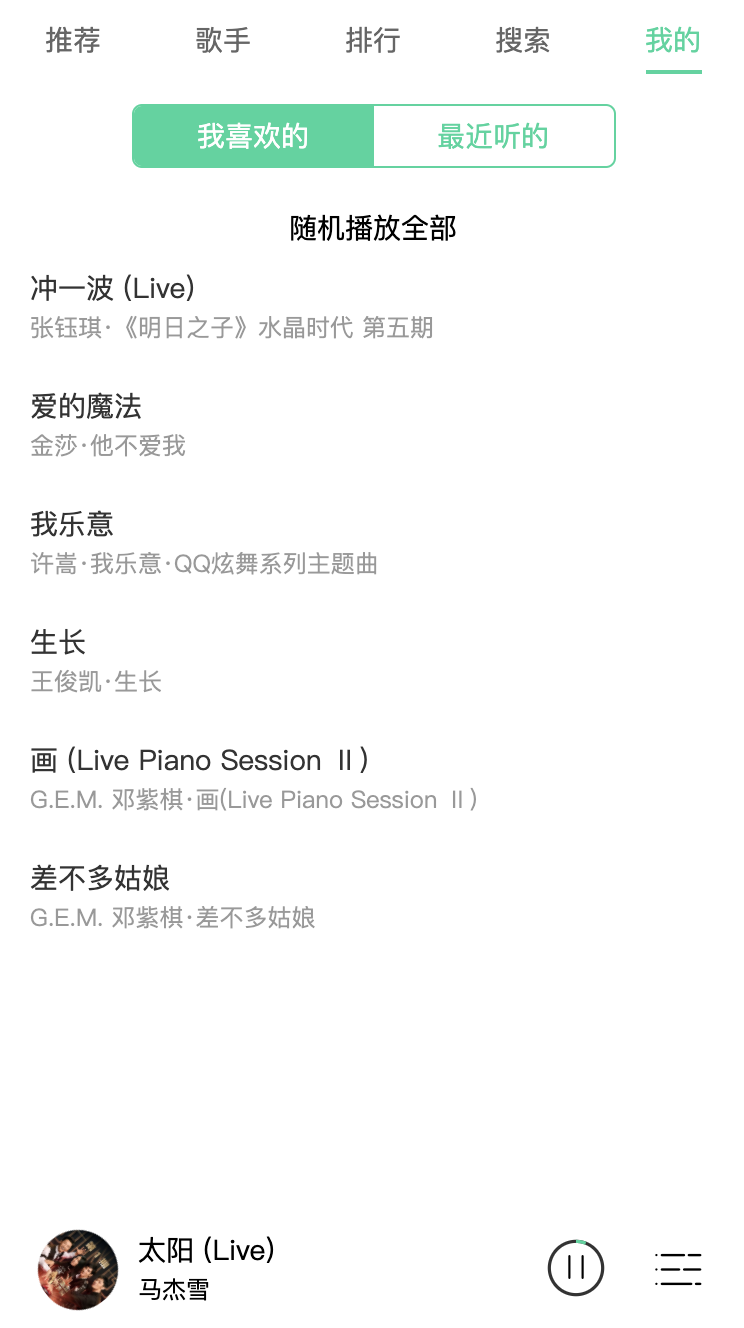 推荐 歌手 排行 搜索 我的
我喜欢的 最近听的
随机播放全部
冲一波 (Live)
张钰琪·《明日之子》水晶时代 第五期
爱的魔法
金莎·他不爱我
我乐意
许嵩·我乐意·QQ炫舞系列主题曲
生长
王俊凯·生长
画 (Live Piano Session Ⅱ)
G.E.M. 邓紫棋·画(Live Piano Session Ⅱ)
差不多姑娘
G.E.M. 邓紫棋·差不多姑娘
太阳 (Live)
马杰雪